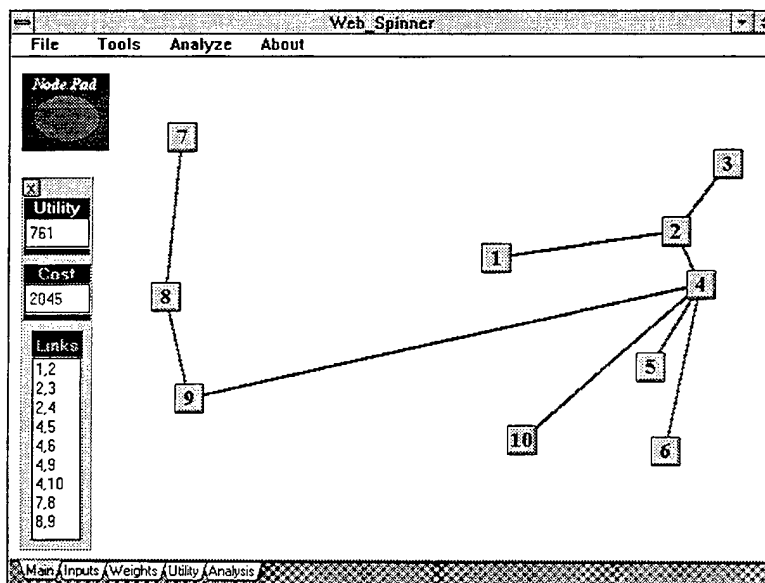 Web_Spinner
File Tools Analyze About
Node Pad
7
3
2
1
4
8
5
9
10
6
X
Utility
761
Cost
2045
Links
1,2
2,3
2,4
4,5
4,6
4,9
4,10
7,8
8,9
Main Inputs Weights Utility Analysis